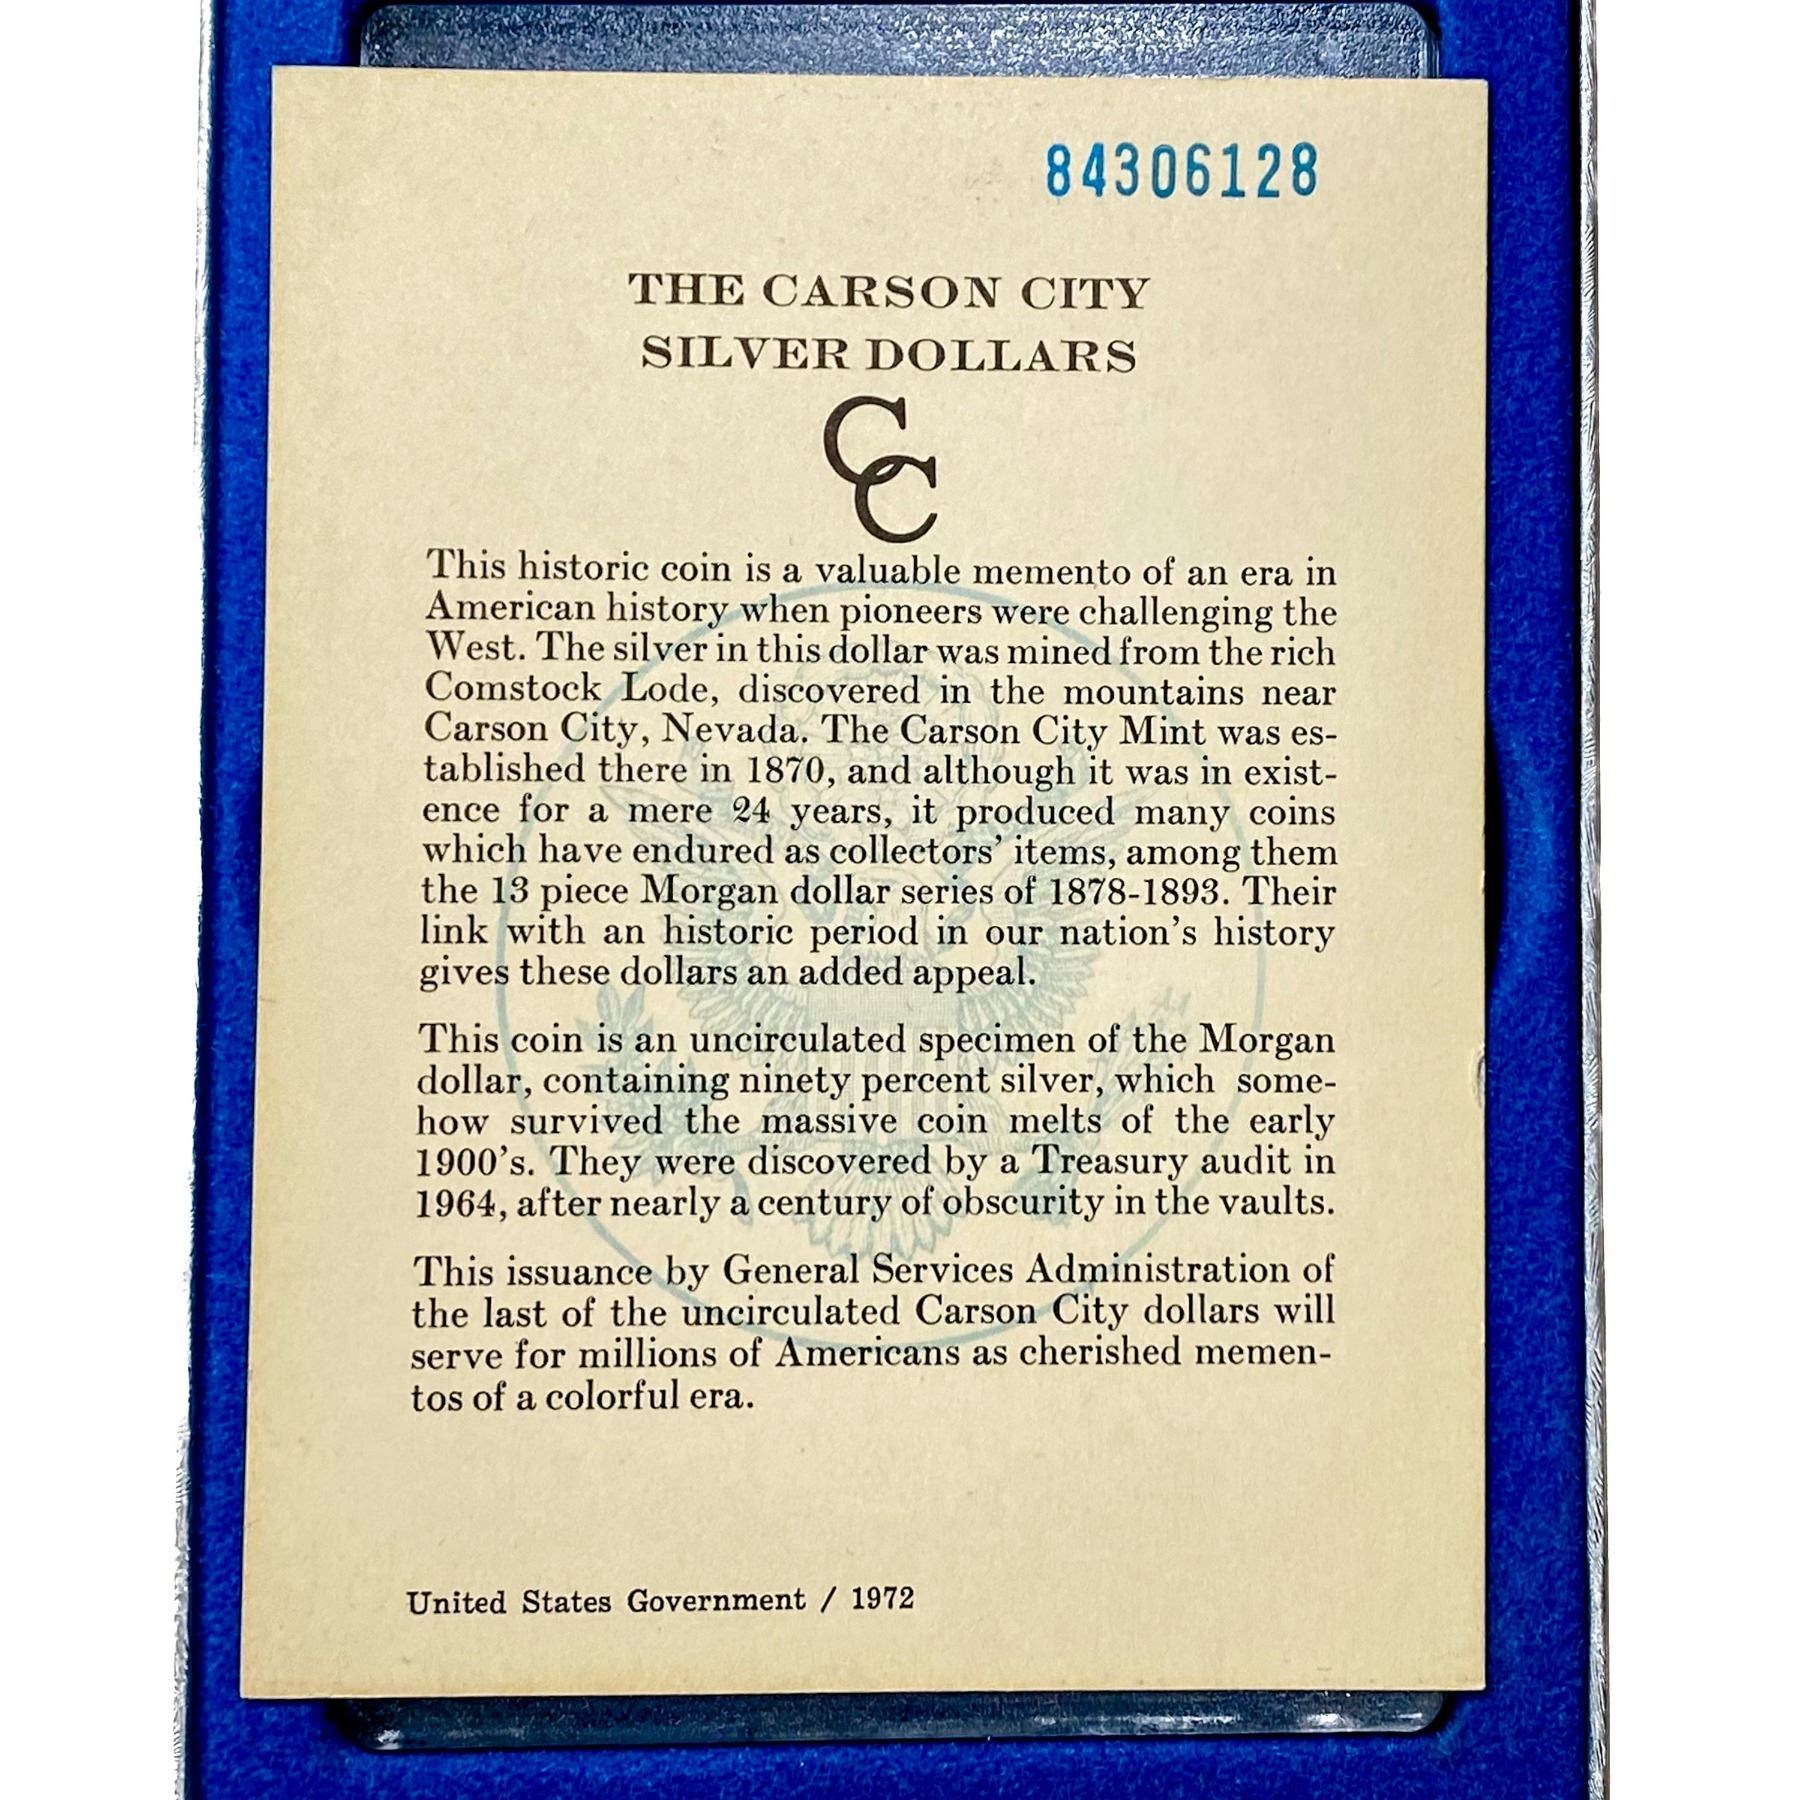 84306128
THE CARSON CITY
SILVER DOLLARS
CC
This historic coin is a valuable memento of an era in
American history when pioneers were challenging the
West. The silver in this dollar was mined from the rich
Comstock Lode, discovered in the mountains near
Carson City, Nevada. The Carson City Mint was es-
tablished there in 1870, and although it was in exist-
ence for a mere 24 years, it produced many coins
which have endured as collectors' items, among them
the 13 piece Morgan dollar series of 1878-1893. Their
link with an historic period in our nation's history
gives these dollars an added appeal.
This coin is an uncirculated specimen of the Morgan
dollar, containing ninety percent silver, which some-
how survived the massive coin melts of the early
1900's. They were discovered by a Treasury audit in
1964, after nearly a century of obscurity in the vaults.
This issuance by General Services Administration of
the last of the uncirculated Carson City dollars will
serve for millions of Americans as cherished memen-
tos of a colorful era.
United States Government / 1972